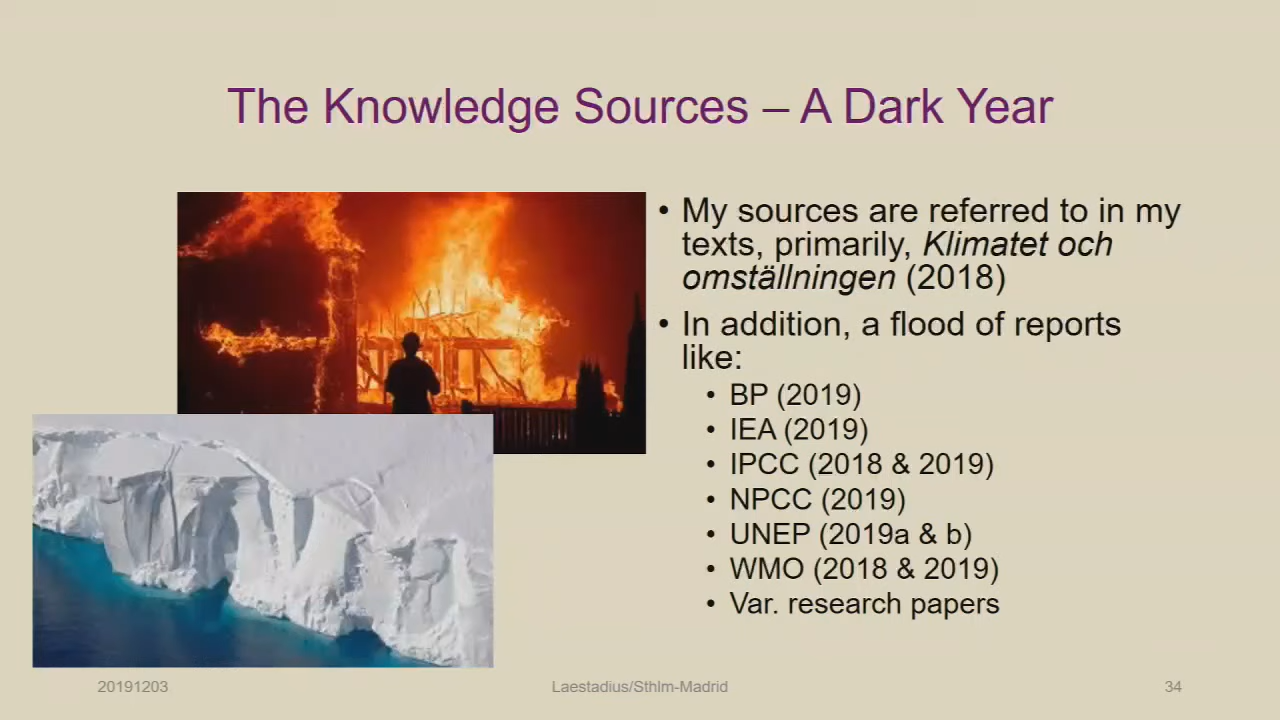 The Knowledge Sources – A Dark Year
• My sources are referred to in my
texts, primarily, Klimatet och
omställningen (2018)
• In addition, a flood of reports
like:
• BP (2019)
• IEA (2019)
• IPCC (2018 & 2019)
• NPCC (2019)
• UNEP (2019a & b)
• WMO (2018 & 2019)
• Var. research papers
20191203
Laestadius/Sthlm-Madrid
34